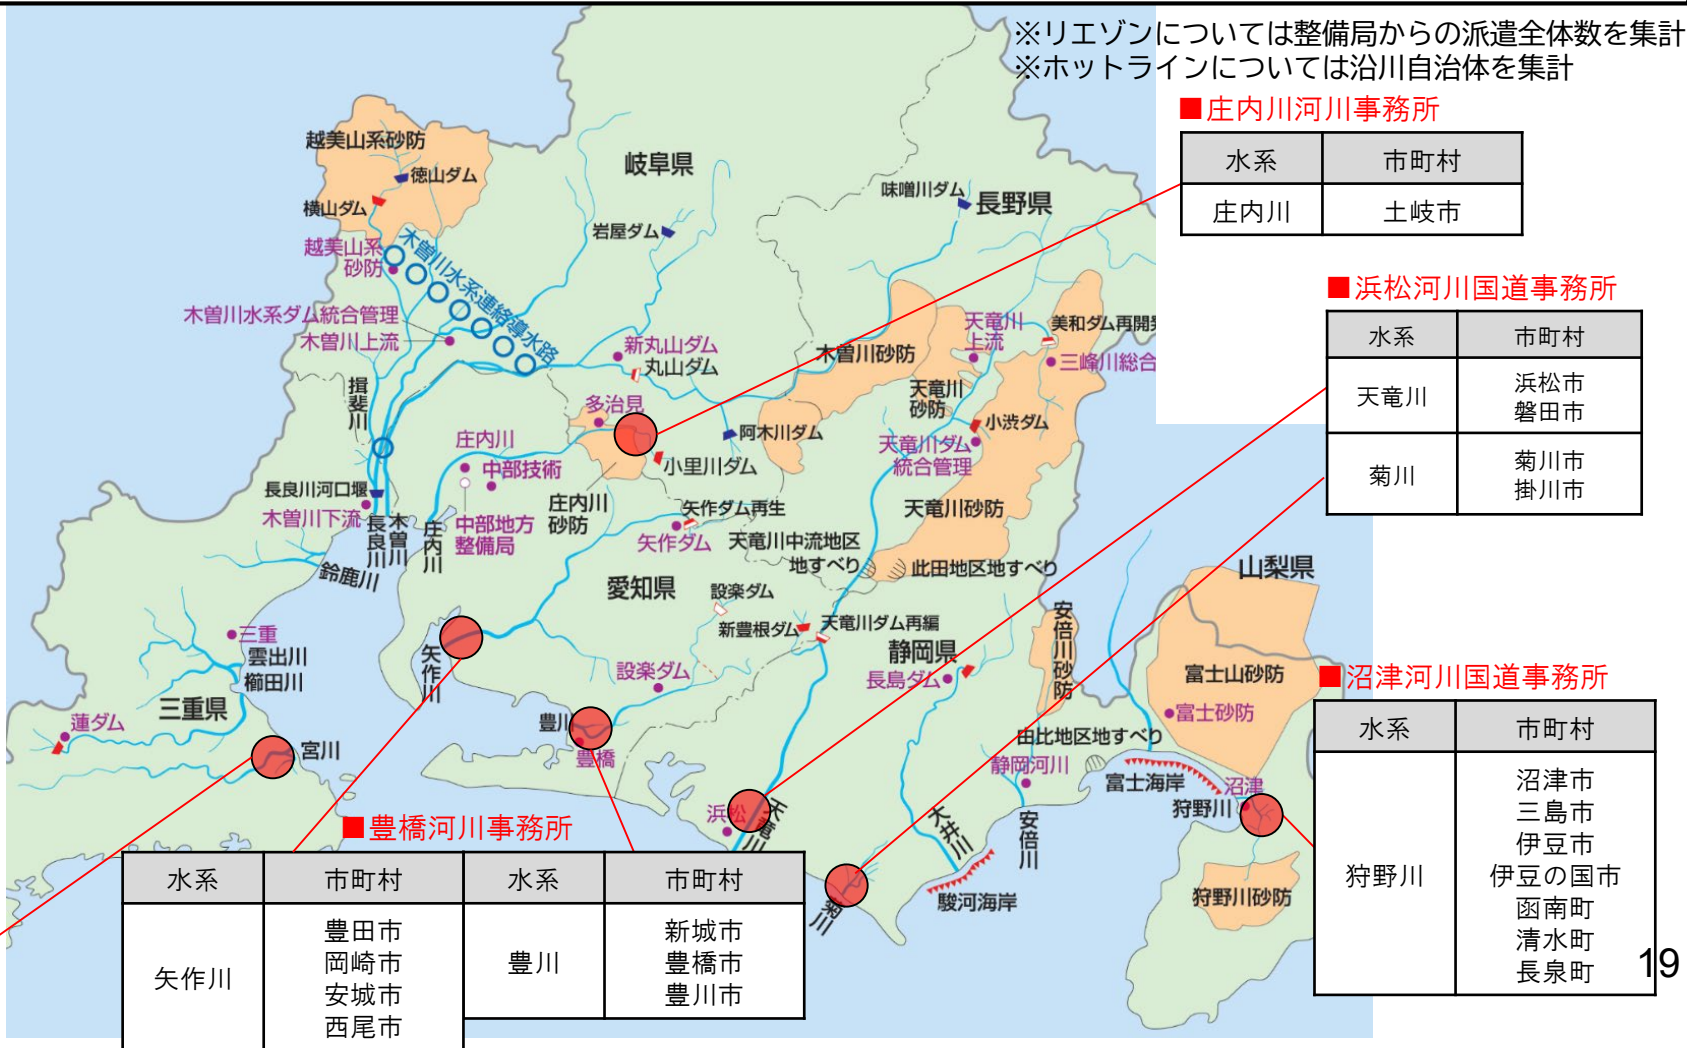 ※リエゾンについては整備局からの派遣全体数を集計
※ホットラインについては沿川自治体を集計
■庄内川河川事務所
水系 市町村
庄内川 土岐市
■浜松河川国道事務所
水系 市町村
天竜川 浜松市
磐田市
菊川 菊川市
掛川市
■沼津河川国道事務所
水系 市町村
狩野川 沼津市
三島市
伊豆市
伊豆の国市
函南町
清水町
長泉町
■豊橋河川事務所
水系 市町村 水系 市町村
矢作川 豊田市
岡崎市
安城市
西尾市
豊川 新城市
豊橋市
豊川市
越美山系砂防
徳山ダム
横山ダム
越美山系
砂防
木曽川水系連絡導水路
木曽川水系ダム統合管理
木曽川上流
岐阜県
岩屋ダム
味噌川ダム
長野県
新丸山ダム
丸山ダム
木曽川砂防
天竜川
上流
美和ダム再開発
三峰川総合
天竜川
砂防
小渋ダム
天竜川ダム
統合管理
天竜川砂防
揖斐川
多治見
阿木川ダム
小里川ダム
庄内川
中部技術
中部地方
整備局
庄内川
砂防
長良川河口堰
木曽川下流
長良川
木曽川
庄内川
鈴鹿川
矢作ダム再生
矢作ダム
天竜川中流地区
地すべり
此田地区地すべり
愛知県
設楽ダム
新豊根ダム
天竜川ダム再編
静岡県
長島ダム
安倍川砂防
山梨県
富士山砂防
富士砂防
三重
雲出川
櫛田川
三重県
蓮ダム
宮川
矢作川
設楽ダム
豊川
豊橋
浜松
天竜川
菊川
大井川
駿河海岸
安倍川
静岡河川
由比地区地すべり
富士海岸
沼津
狩野川
狩野川砂防
19